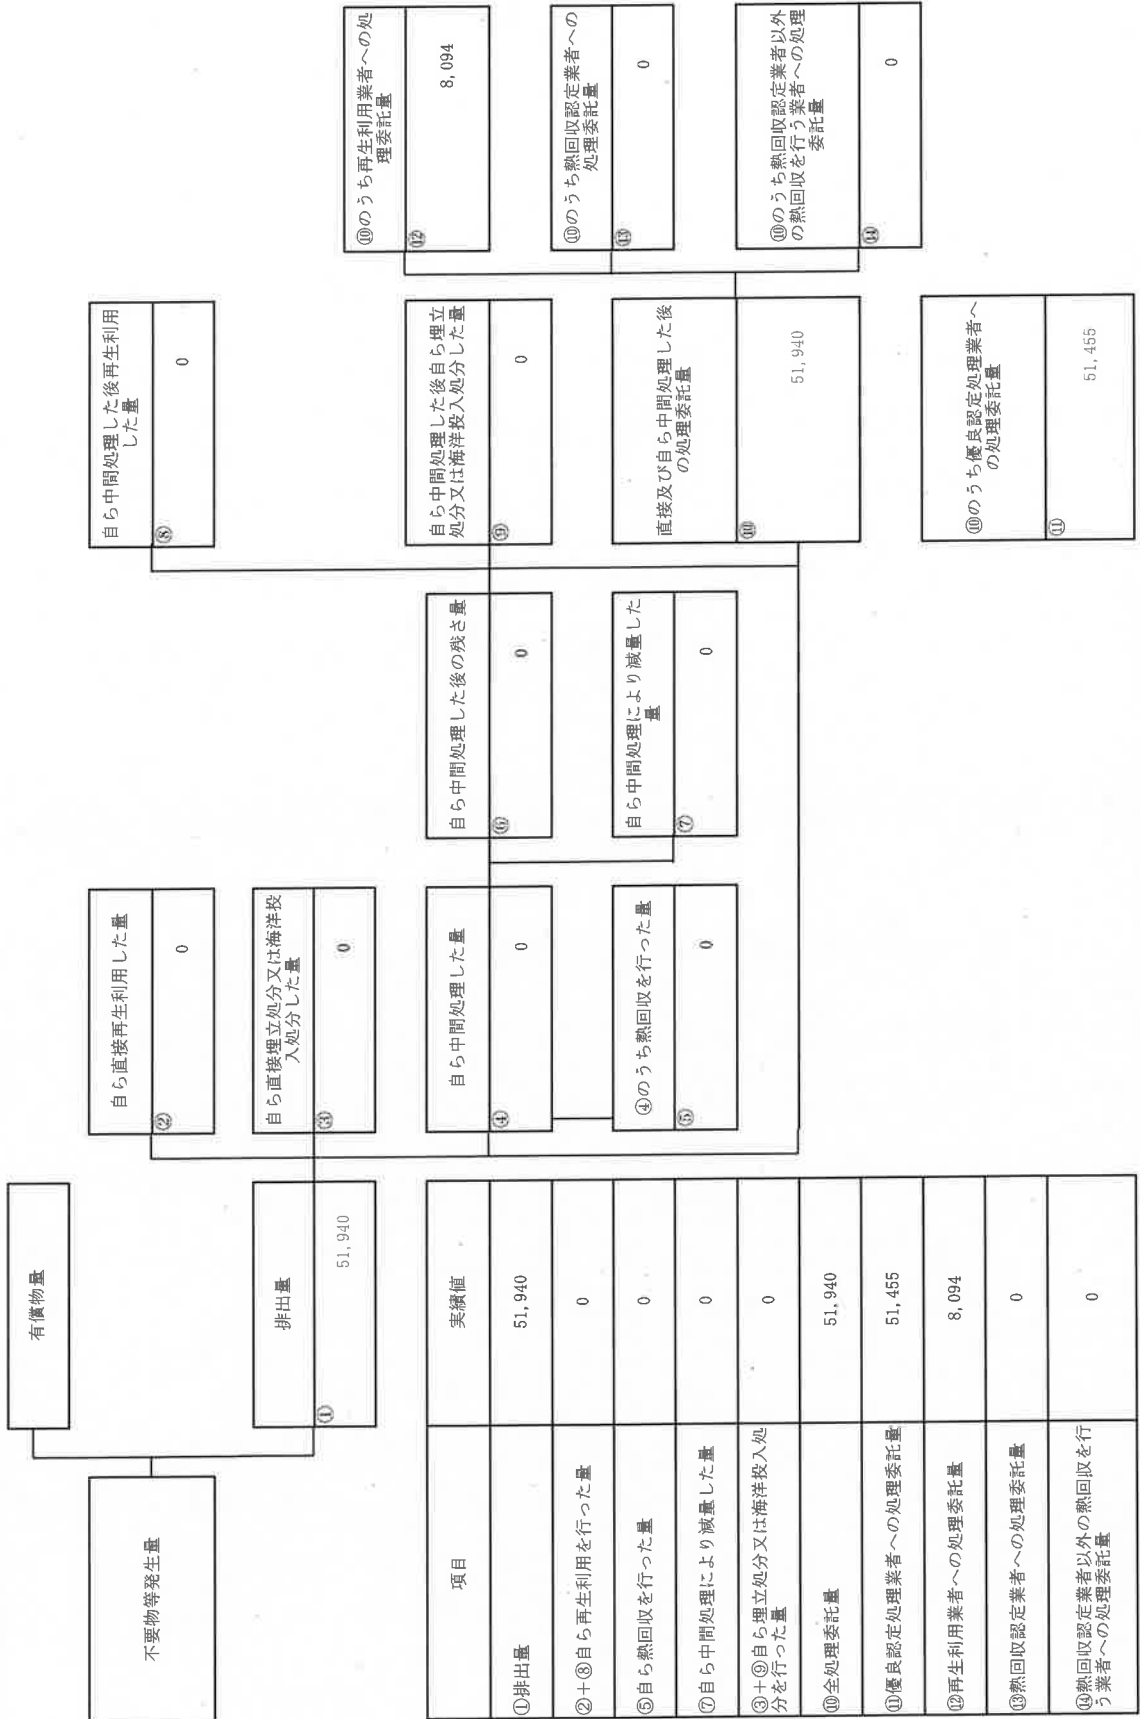 不要物等発生量
有償物量
排出量
①
51,940
自ら直接再生利用した量
②
0
自ら直接埋立処分又は海洋投
入処分した量
③
0
自ら中間処理した量
④
0
④のうち熱回収を行った量
⑤
0
自ら中間処理した後の残さ量
⑥
0
自ら中間処理により減量した
量
⑦
0
自ら中間処理した後再生利用
した量
⑧
0
自ら中間処理した後自ら埋立
処分又は海洋投入処分した量
⑨
0
直接及び自ら中間処理した後
の処理委託量
⑩
51,940
⑩のうち優良認定処理業者へ
の処理委託量
⑪
51,455
⑩のうち再生利用業者への処
理委託量
⑫
8,094
⑩のうち熱回収認定業者への
処理委託量
⑬
0
⑩のうち熱回収認定業者以外
の熱回収を行う業者への処理
委託量
⑭
0
項目
実績値
①排出量
51,940
②+⑧自ら再生利用を行った量
0
⑤自ら熱回収を行った量
0
⑦自ら中間処理により減量した量
0
③+⑨自ら埋立処分又は海洋投入処
分を行った量
0
⑩全処理委託量
51,940
⑪優良認定処理業者への処理委託量
51,455
⑫再生利用業者への処理委託量
8,094
⑬熱回収認定業者への処理委託量
0
⑭熱回収認定業者以外の熱回収を行
う業者への処理委託量
0